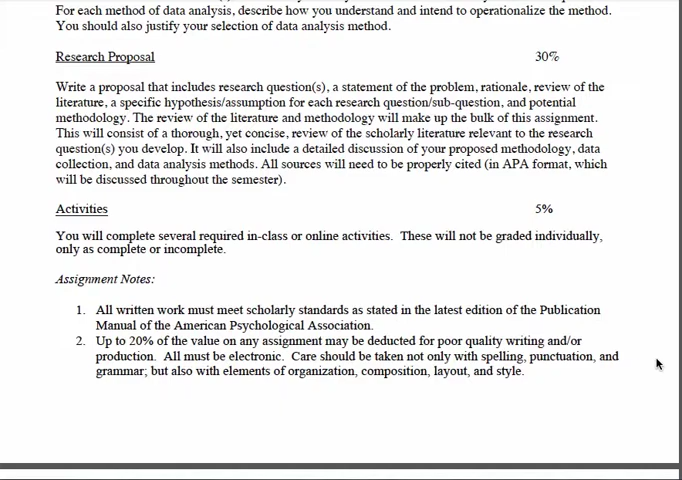 For each method of data analysis, describe how you understand and intend to operationalize the method.
You should also justify your selection of data analysis method.
Research Proposal 30%
Write a proposal that includes research question(s), a statement of the problem, rationale, review of the
literature, a specific hypothesis/assumption for each research question/sub-question, and potential
methodology. The review of the literature and methodology will make up the bulk of this assignment.
This will consist of a thorough, yet concise, review of the scholarly literature relevant to the research
question(s) you develop. It will also include a detailed discussion of your proposed methodology, data
collection, and data analysis methods. All sources will need to be properly cited (in APA format, which
will be discussed throughout the semester).
Activities 5%
You will complete several required in-class or online activities. These will not be graded individually,
only as complete or incomplete.
Assignment Notes:
1. All written work must meet scholarly standards as stated in the latest edition of the Publication
Manual of the American Psychological Association.
2. Up to 20% of the value on any assignment may be deducted for poor quality writing and/or
production. All must be electronic. Care should be taken not only with spelling, punctuation, and
grammar; but also with elements of organization, composition, layout, and style.